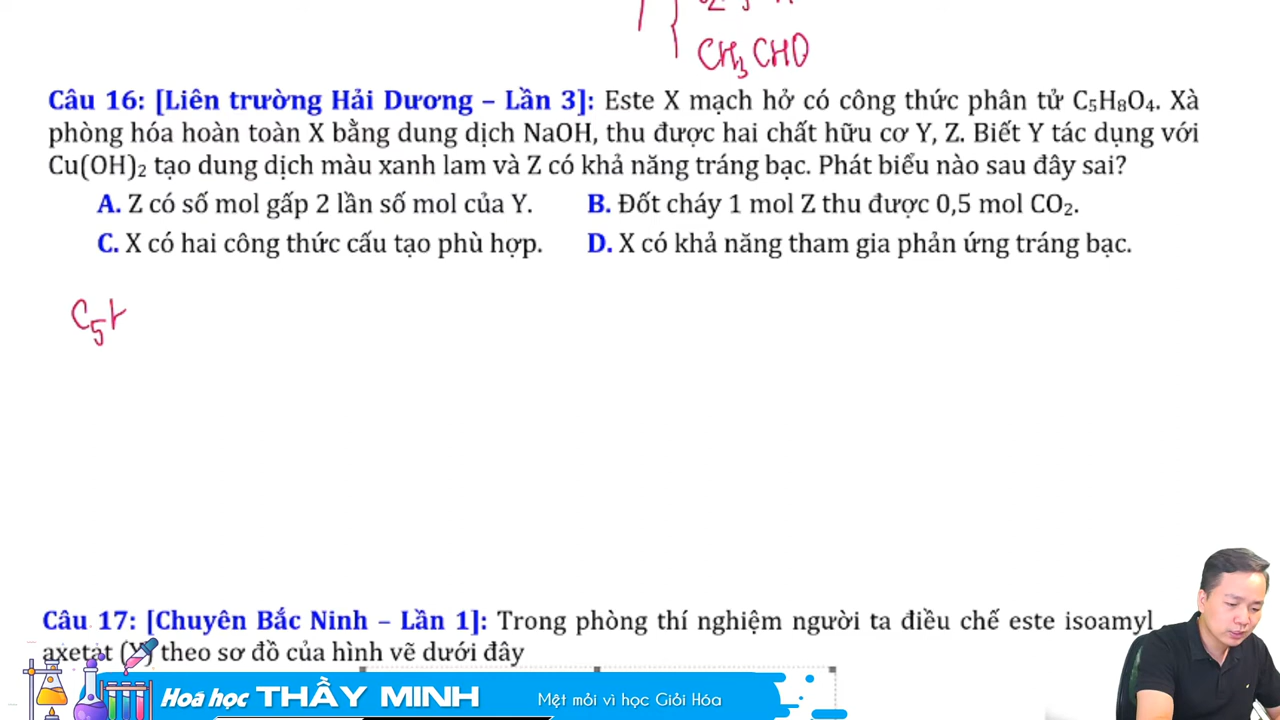 CH₃CHO
Câu 16: [Liên trường Hải Dương – Lần 3]: Este X mạch hở có công thức phân tử C₅H₈O₄. Xà
phòng hóa hoàn toàn X bằng dung dịch NaOH, thu được hai chất hữu cơ Y, Z. Biết Y tác dụng với
Cu(OH)₂ tạo dung dịch màu xanh lam và Z có khả năng tráng bạc. Phát biểu nào sau đây sai?
A. Z có số mol gấp 2 lần số mol của Y. B. Đốt cháy 1 mol Z thu được 0,5 mol CO₂.
C. X có hai công thức cấu tạo phù hợp. D. X có khả năng tham gia phản ứng tráng bạc.
C₅
Câu 17: [Chuyên Bắc Ninh – Lần 1]: Trong phòng thí nghiệm người ta điều chế este isoamyl
axetat (Y) theo sơ đồ của hình vẽ dưới đây
Hoá học THẦY MINH Mệt mỏi vì học Giỏi Hóa